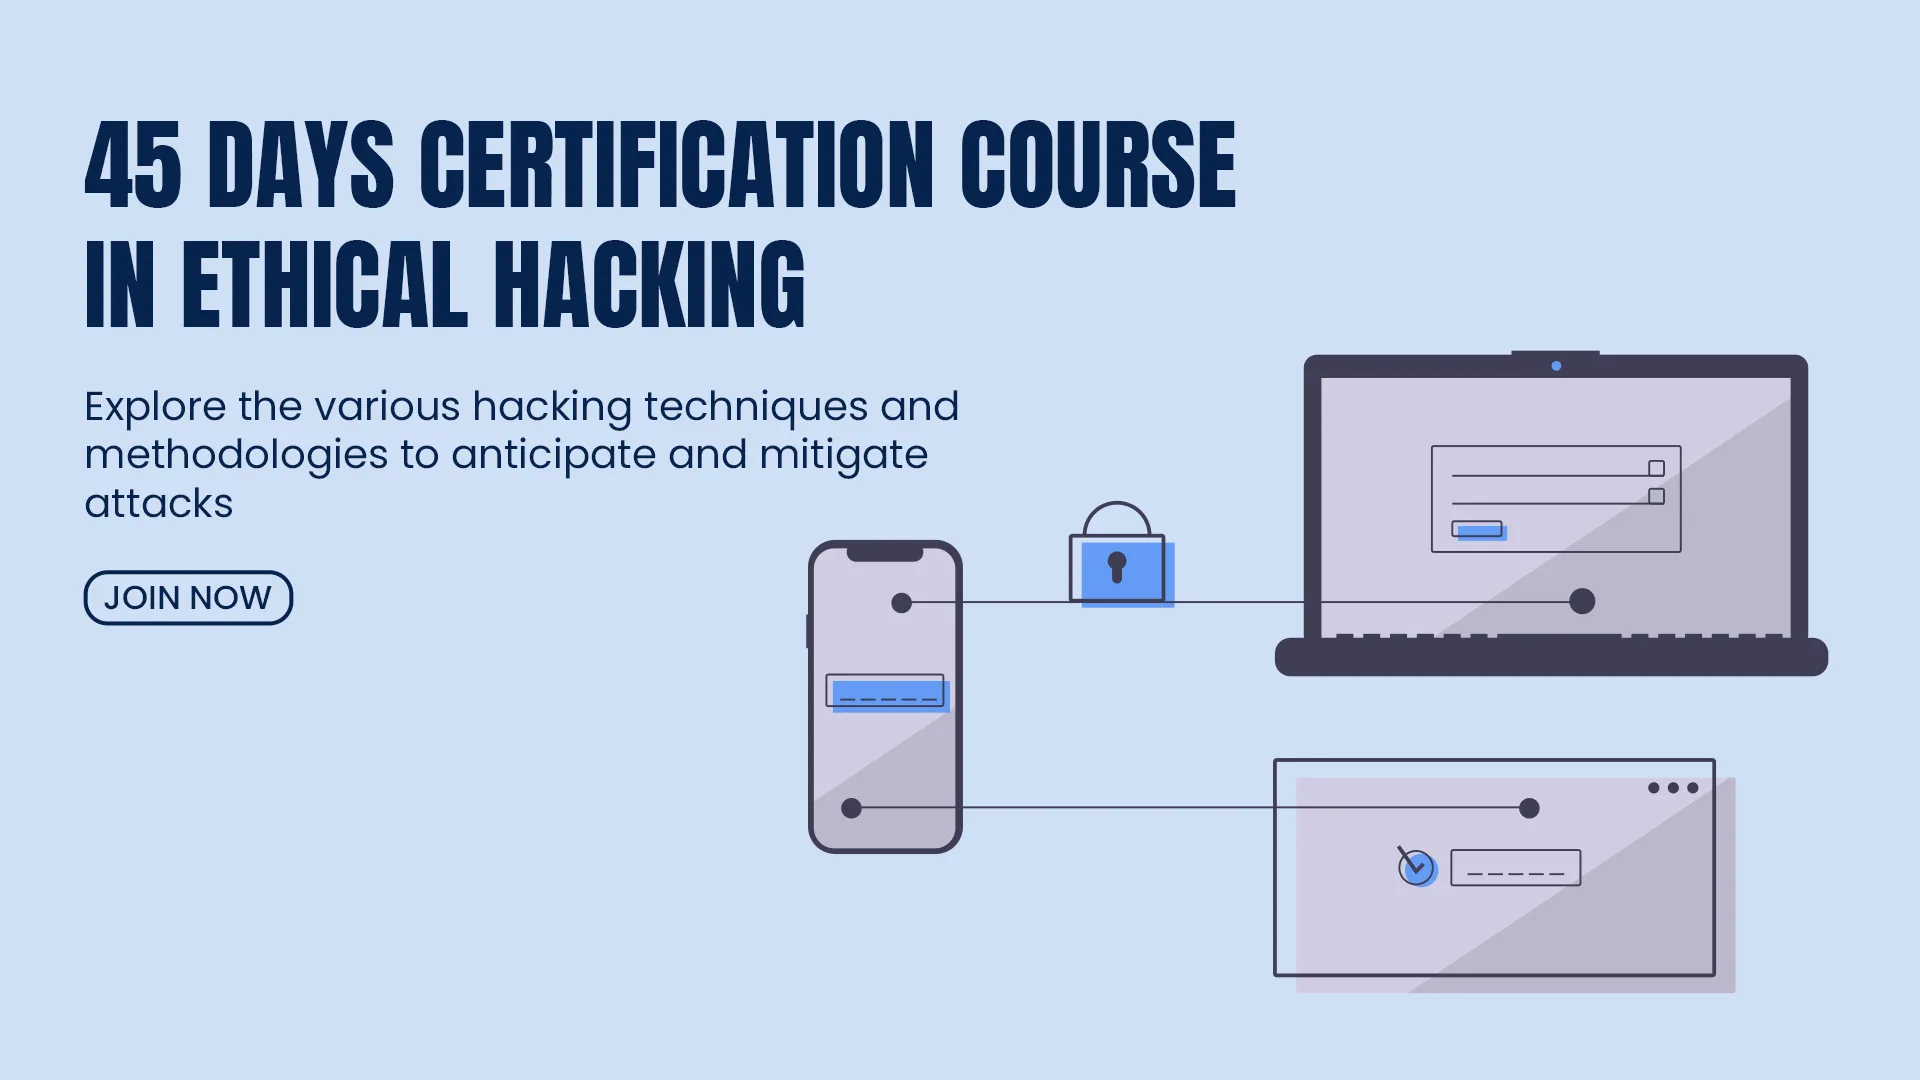 45 DAYS CERTIFICATION COURSE
IN ETHICAL HACKING
Explore the various hacking techniques and
methodologies to anticipate and mitigate
attacks
JOIN NOW